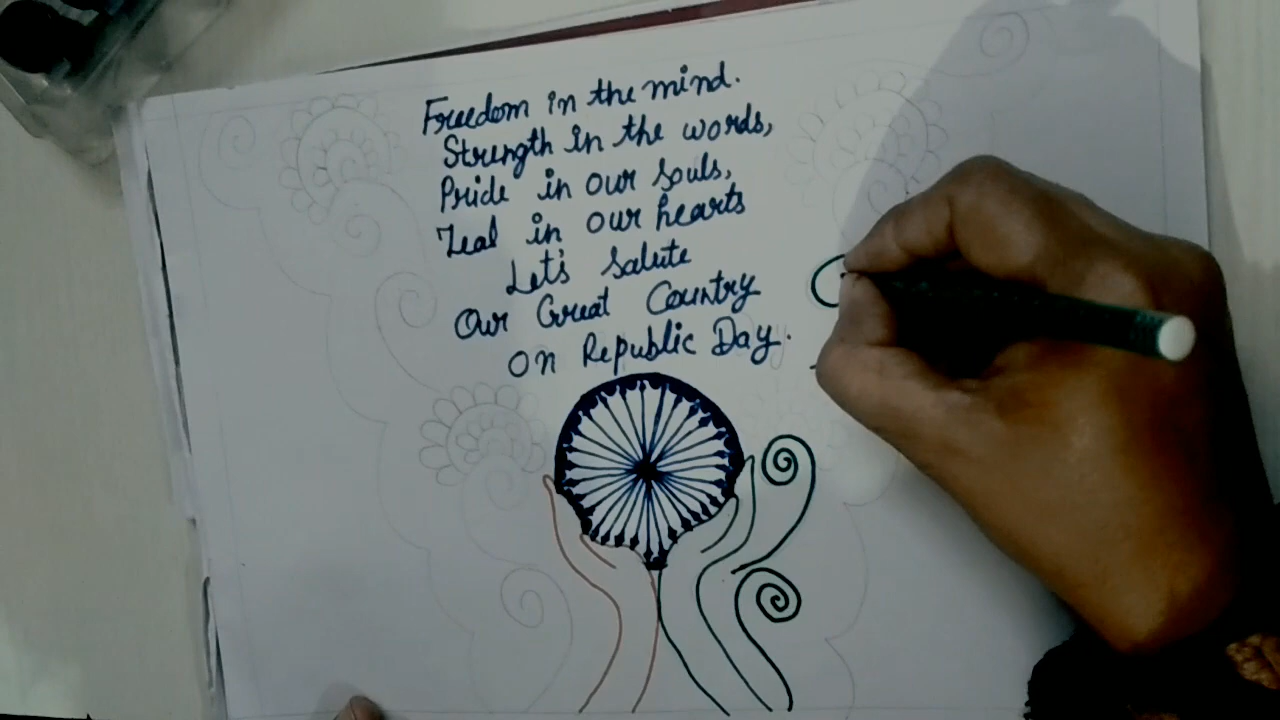 Freedom in the mind.
Strength in the words,
Pride in our souls,
Zeal in our hearts
Let's Salute
Our Great Country
On Republic Day.